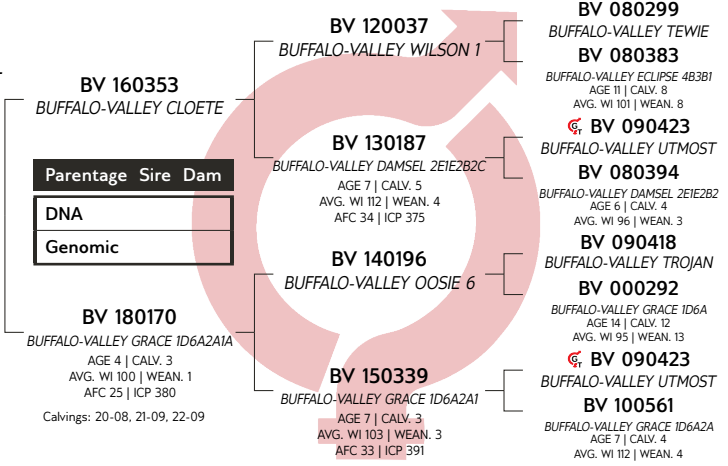 BV 160353
BUFFALO-VALLEY CLOETE
Parentage Sire Dam
DNA
Genomic
BV 180170
BUFFALO-VALLEY GRACE 1D6A2A1A
AGE 4 | CALV. 3
AVG. WI 100 | WEAN. 1
AFC 25 | ICP 380
Calvings: 20-08, 21-09, 22-09
BV 120037
BUFFALO-VALLEY WILSON 1
BV 130187
BUFFALO-VALLEY DAMSEL 2E1E2B2C
AGE 7 | CALV. 5
AVG. WI 112 | WEAN. 4
AFC 34 | ICP 375
BV 140196
BUFFALO-VALLEY OOSIE 6
BV 150339
BUFFALO-VALLEY GRACE 1D6A2A1
AGE 7 | CALV. 3
AVG. WI 103 | WEAN. 3
AFC 33 | ICP 391
BV 080299
BUFFALO-VALLEY TEWIE
BV 080383
BUFFALO-VALLEY ECLIPSE 4B3B1
AGE 11 | CALV. 8
AVG. WI 101 | WEAN. 8
GT BV 090423
BUFFALO-VALLEY UTMOST
BV 080394
BUFFALO-VALLEY DAMSEL 2E1E2B2
AGE 6 | CALV. 4
AVG. WI 96 | WEAN. 3
BV 090418
BUFFALO-VALLEY TROJAN
BV 000292
BUFFALO-VALLEY GRACE 1D6A
AGE 14 | CALV. 12
AVG. WI 95 | WEAN. 13
GT BV 090423
BUFFALO-VALLEY UTMOST
BV 100561
BUFFALO-VALLEY GRACE 1D6A2A
AGE 7 | CALV. 4
AVG. WI 112 | WEAN. 4